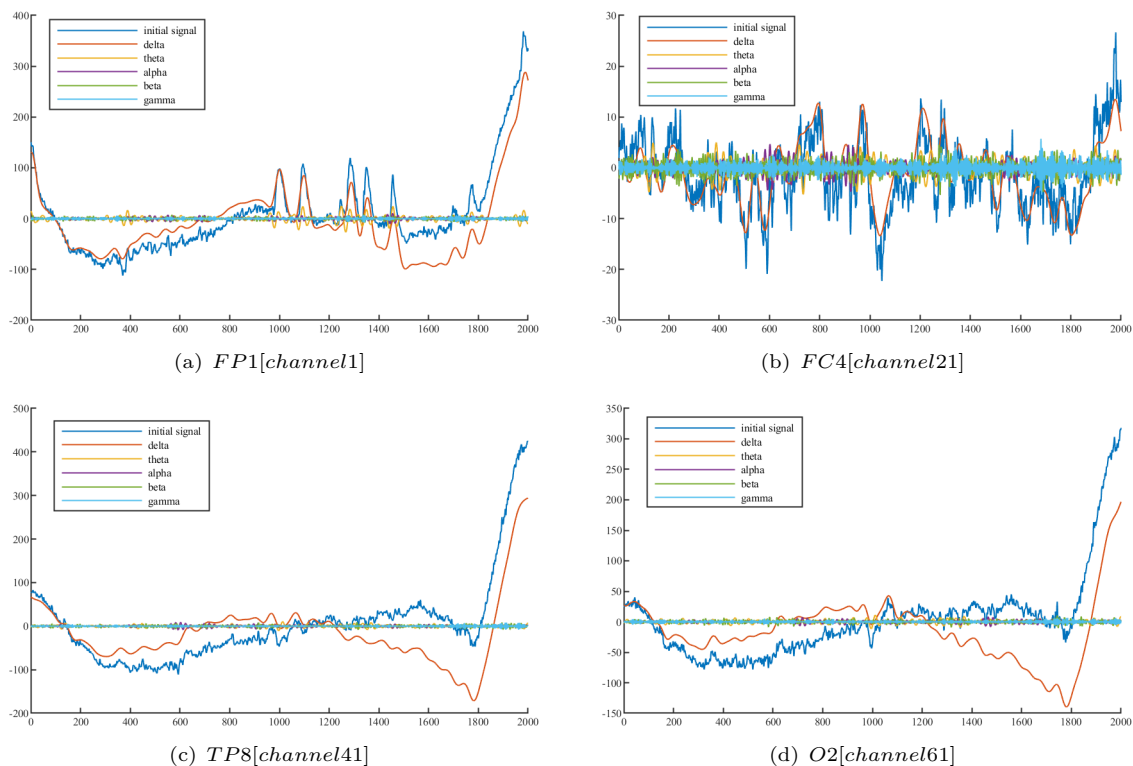 400
300
200
100
0
-100
-200
0 200 400 600 800 1000 1200 1400 1600 1800 2000
initial signal
delta
theta
alpha
beta
gamma
(a) FP1[channel1]
30
20
10
0
-10
-20
-30
0 200 400 600 800 1000 1200 1400 1600 1800 2000
initial signal
delta
theta
alpha
beta
gamma
(b) FC4[channel21]
500
400
300
200
100
0
-100
-200
0 200 400 600 800 1000 1200 1400 1600 1800 2000
initial signal
delta
theta
alpha
beta
gamma
(c) TP8[channel41]
350
300
250
200
150
100
50
0
-50
-100
-150
0 200 400 600 800 1000 1200 1400 1600 1800 2000
initial signal
delta
theta
alpha
beta
gamma
(d) O2[channel61]